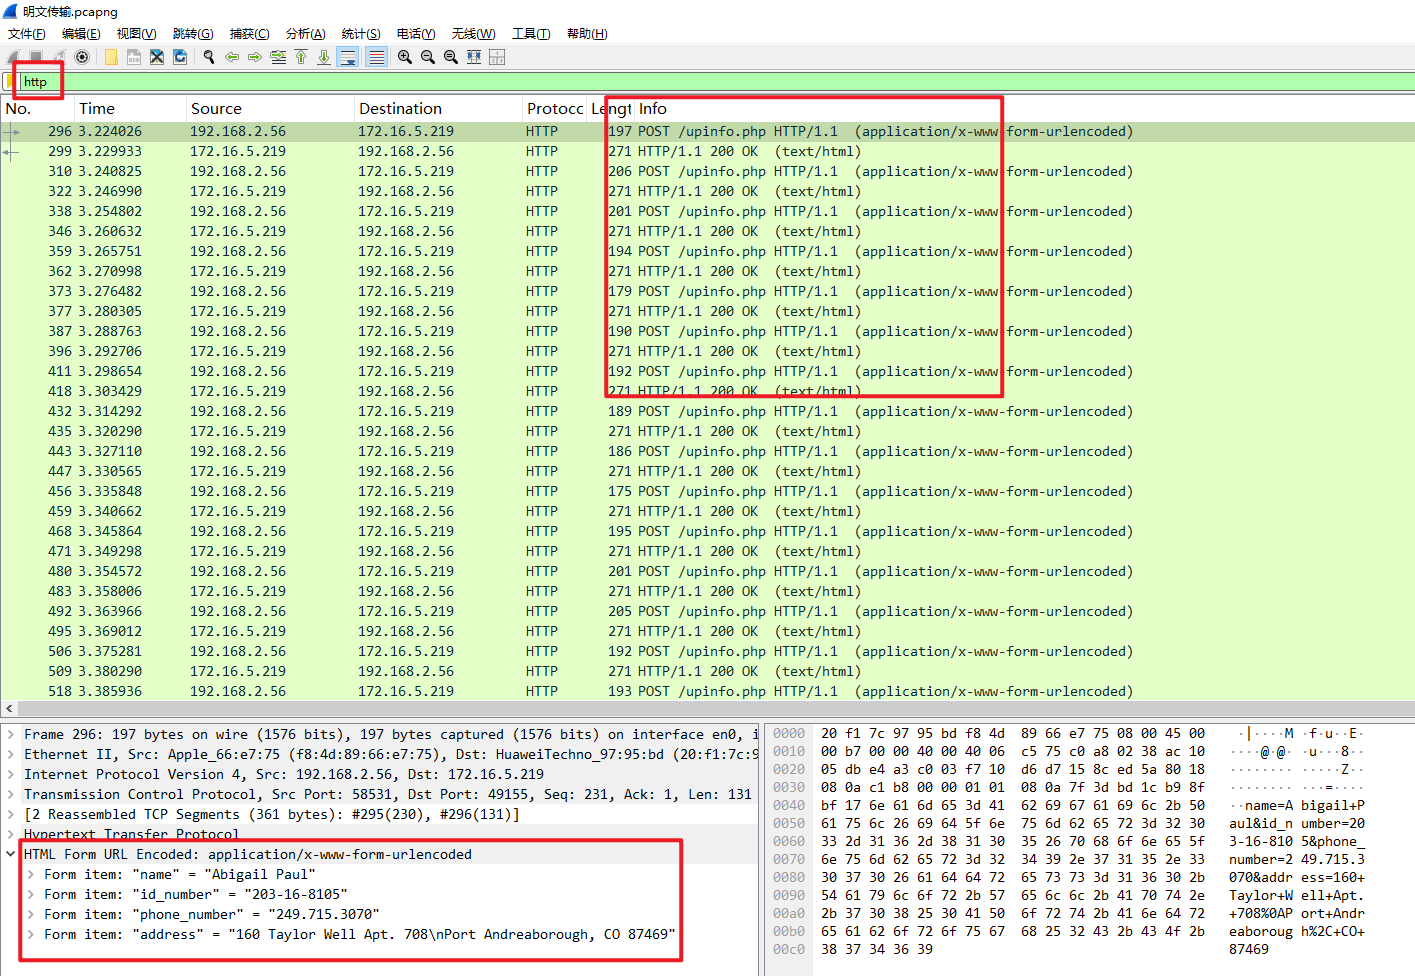 明文传输.pcapng
文件(F) 编辑(E) 视图(V) 跳转(G) 捕获(C) 分析(A) 统计(S) 电话(Y) 无线(W) 工具(T) 帮助(H)
http
No. Time Source Destination Protocc Lengt Info
296 3.224026 192.168.2.56 172.16.5.219 HTTP 197 POST /upinfo.php HTTP/1.1 (application/x-www-form-urlencoded)
299 3.229933 172.16.5.219 192.168.2.56 HTTP 271 HTTP/1.1 200 OK (text/html)
310 3.240825 192.168.2.56 172.16.5.219 HTTP 206 POST /upinfo.php HTTP/1.1 (application/x-www-form-urlencoded)
322 3.246990 172.16.5.219 192.168.2.56 HTTP 271 HTTP/1.1 200 OK (text/html)
338 3.254802 192.168.2.56 172.16.5.219 HTTP 201 POST /upinfo.php HTTP/1.1 (application/x-www-form-urlencoded)
346 3.260632 172.16.5.219 192.168.2.56 HTTP 271 HTTP/1.1 200 OK (text/html)
359 3.265751 192.168.2.56 172.16.5.219 HTTP 194 POST /upinfo.php HTTP/1.1 (application/x-www-form-urlencoded)
362 3.270998 172.16.5.219 192.168.2.56 HTTP 271 HTTP/1.1 200 OK (text/html)
373 3.276482 192.168.2.56 172.16.5.219 HTTP 179 POST /upinfo.php HTTP/1.1 (application/x-www-form-urlencoded)
377 3.280305 172.16.5.219 192.168.2.56 HTTP 271 HTTP/1.1 200 OK (text/html)
387 3.288763 192.168.2.56 172.16.5.219 HTTP 190 POST /upinfo.php HTTP/1.1 (application/x-www-form-urlencoded)
396 3.292706 172.16.5.219 192.168.2.56 HTTP 271 HTTP/1.1 200 OK (text/html)
411 3.298654 192.168.2.56 172.16.5.219 HTTP 192 POST /upinfo.php HTTP/1.1 (application/x-www-form-urlencoded)
418 3.303429 172.16.5.219 192.168.2.56 HTTP 271 HTTP/1.1 200 OK (text/html)
432 3.314292 192.168.2.56 172.16.5.219 HTTP 189 POST /upinfo.php HTTP/1.1 (application/x-www-form-urlencoded)
435 3.320290 172.16.5.219 192.168.2.56 HTTP 271 HTTP/1.1 200 OK (text/html)
443 3.327110 192.168.2.56 172.16.5.219 HTTP 186 POST /upinfo.php HTTP/1.1 (application/x-www-form-urlencoded)
447 3.330565 172.16.5.219 192.168.2.56 HTTP 271 HTTP/1.1 200 OK (text/html)
456 3.335848 192.168.2.56 172.16.5.219 HTTP 175 POST /upinfo.php HTTP/1.1 (application/x-www-form-urlencoded)
459 3.340662 172.16.5.219 192.168.2.56 HTTP 271 HTTP/1.1 200 OK (text/html)
468 3.345864 192.168.2.56 172.16.5.219 HTTP 195 POST /upinfo.php HTTP/1.1 (application/x-www-form-urlencoded)
471 3.349298 172.16.5.219 192.168.2.56 HTTP 271 HTTP/1.1 200 OK (text/html)
480 3.354572 192.168.2.56 172.16.5.219 HTTP 201 POST /upinfo.php HTTP/1.1 (application/x-www-form-urlencoded)
483 3.358006 172.16.5.219 192.168.2.56 HTTP 271 HTTP/1.1 200 OK (text/html)
492 3.363966 192.168.2.56 172.16.5.219 HTTP 205 POST /upinfo.php HTTP/1.1 (application/x-www-form-urlencoded)
495 3.369012 172.16.5.219 192.168.2.56 HTTP 271 HTTP/1.1 200 OK (text/html)
506 3.375281 192.168.2.56 172.16.5.219 HTTP 192 POST /upinfo.php HTTP/1.1 (application/x-www-form-urlencoded)
509 3.380290 172.16.5.219 192.168.2.56 HTTP 271 HTTP/1.1 200 OK (text/html)
518 3.385936 192.168.2.56 172.16.5.219 HTTP 193 POST /upinfo.php HTTP/1.1 (application/x-www-form-urlencoded)
Frame 296: 197 bytes on wire (1576 bits), 197 bytes captured (1576 bits) on interface en0, i
Ethernet II, Src: Apple_66:e7:75 (f8:4d:89:66:e7:75), Dst: HuaweiTechno_97:95:bd (20:f1:7c:9
Internet Protocol Version 4, Src: 192.168.2.56, Dst: 172.16.5.219
Transmission Control Protocol, Src Port: 58531, Dst Port: 49155, Seq: 231, Ack: 1, Len: 131
[2 Reassembled TCP Segments (361 bytes): #295(230), #296(131)]
Hypertext Transfer Protocol
HTML Form URL Encoded: application/x-www-form-urlencoded
Form item: "name" = "Abigail Paul"
Form item: "id_number" = "203-16-8105"
Form item: "phone_number" = "249.715.3070"
Form item: "address" = "160 Taylor Well Apt. 708\nPort Andreaborough, CO 87469"
0000 20 f1 7c 97 95 bd f8 4d 89 66 e7 75 08 00 45 00 ·|····M ·f·u··E·
0010 00 b7 00 00 40 00 40 06 c5 75 c0 a8 02 38 ac 10 ····@·@· ·u···8··
0020 05 db e4 a3 c0 03 f7 10 d6 d7 15 8c ed 5a 80 18 ········ ·····Z··
0030 08 0a c1 b8 00 00 01 01 08 0a 7f 3d bd 1c b9 8f ········ ···=····
0040 bf 17 6e 61 6d 65 3d 41 62 69 67 61 69 6c 2b 50 ··name=A bigail+P
0050 61 75 6c 26 69 64 5f 6e 75 6d 62 65 72 3d 32 30 aul&id_n umber=20
0060 33 2d 31 36 2d 38 31 30 35 26 70 68 6f 6e 65 5f 3-16-810 5&phone_
0070 6e 75 6d 62 65 72 3d 32 34 39 2e 37 31 35 2e 33 number=2 49.715.3
0080 30 37 30 26 61 64 64 72 65 73 73 3d 31 36 30 2b 070&addr ess=160+
0090 54 61 79 6c 6f 72 2b 57 65 6c 6c 2b 41 70 74 2e Taylor+W ell+Apt.
00a0 2b 37 30 38 25 30 41 50 6f 72 74 2b 41 6e 64 72 +708%0AP ort+Andr
00b0 65 61 62 6f 72 6f 75 67 68 25 32 43 2b 43 4f 2b eaboroug h%2C+CO+
00c0 38 37 34 36 39 87469